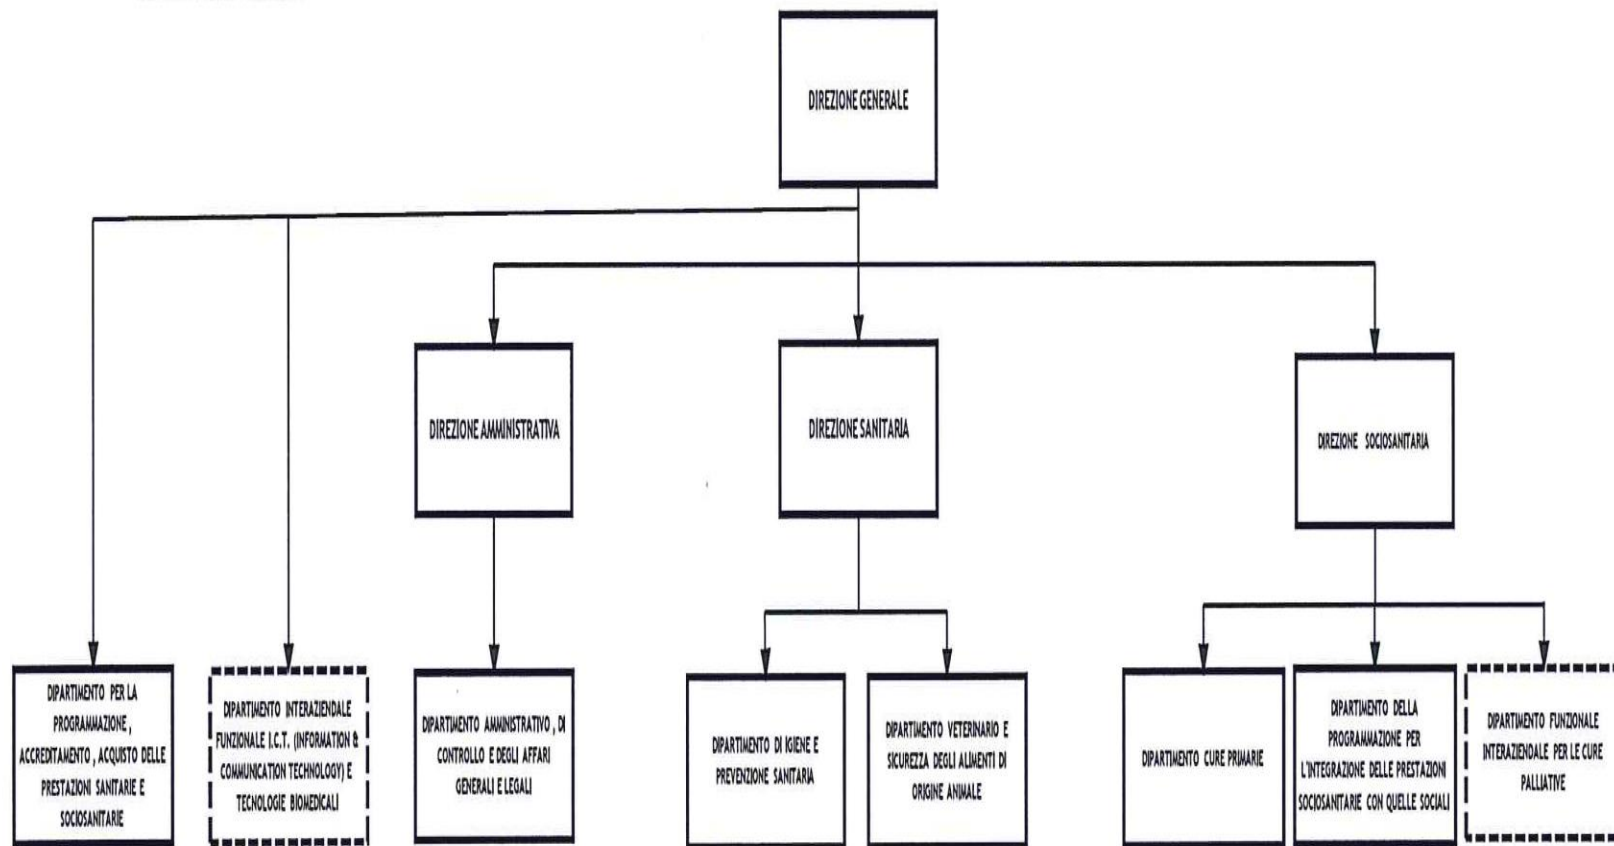 DIREZIONE GENERALE
DIREZIONE AMMINISTRATIVA
DIREZIONE SANITARIA
DIREZIONE SOCIOSANITARIA
DIPARTIMENTO PER LA
PROGRAMMAZIONE ,
ACCREDITAMENTO , ACQUISTO DELLE
PRESTAZIONI SANITARIE E
SOCIOSANITARIE
DIPARTIMENTO INTERAZIENDALE
FUNZIONALE I.C.T. (INFORMATION &
COMMUNICATION TECHNOLOGY) E
TECNOLOGIE BIOMEDICALI
DIPARTIMENTO AMMINISTRATIVO , DI
CONTROLLO E DEGLI AFFARI
GENERALI E LEGALI
DIPARTIMENTO DI IGIENE E
PREVENZIONE SANITARIA
DIPARTIMENTO VETERINARIO E
SICUREZZA DEGLI ALIMENTI DI
ORIGINE ANIMALE
DIPARTIMENTO CURE PRIMARIE
DIPARTIMENTO DELLA
PROGRAMMAZIONE PER
L'INTEGRAZIONE DELLE PRESTAZIONI
SOCIOSANITARIE CON QUELLE SOCIALI
DIPARTIMENTO FUNZIONALE
INTERAZIENDALE PER LE CURE
PALLIATIVE